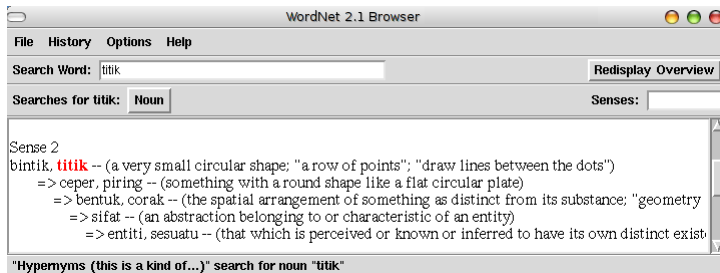 WordNet 2.1 Browser
File History Options Help
Search Word: titik Redisplay Overview
Searches for titik: Noun Senses:
Sense 2
bintik, titik -- (a very small circular shape; "a row of points"; "draw lines between the dots")
=> ceper, piring -- (something with a round shape like a flat circular plate)
=> bentuk, corak -- (the spatial arrangement of something as distinct from its substance; "geometry
=> sifat -- (an abstraction belonging to or characteristic of an entity)
=> entiti, sesuatu -- (that which is perceived or known or inferred to have its own distinct
"Hypernyms (this is a kind of...)" search for noun "titik"